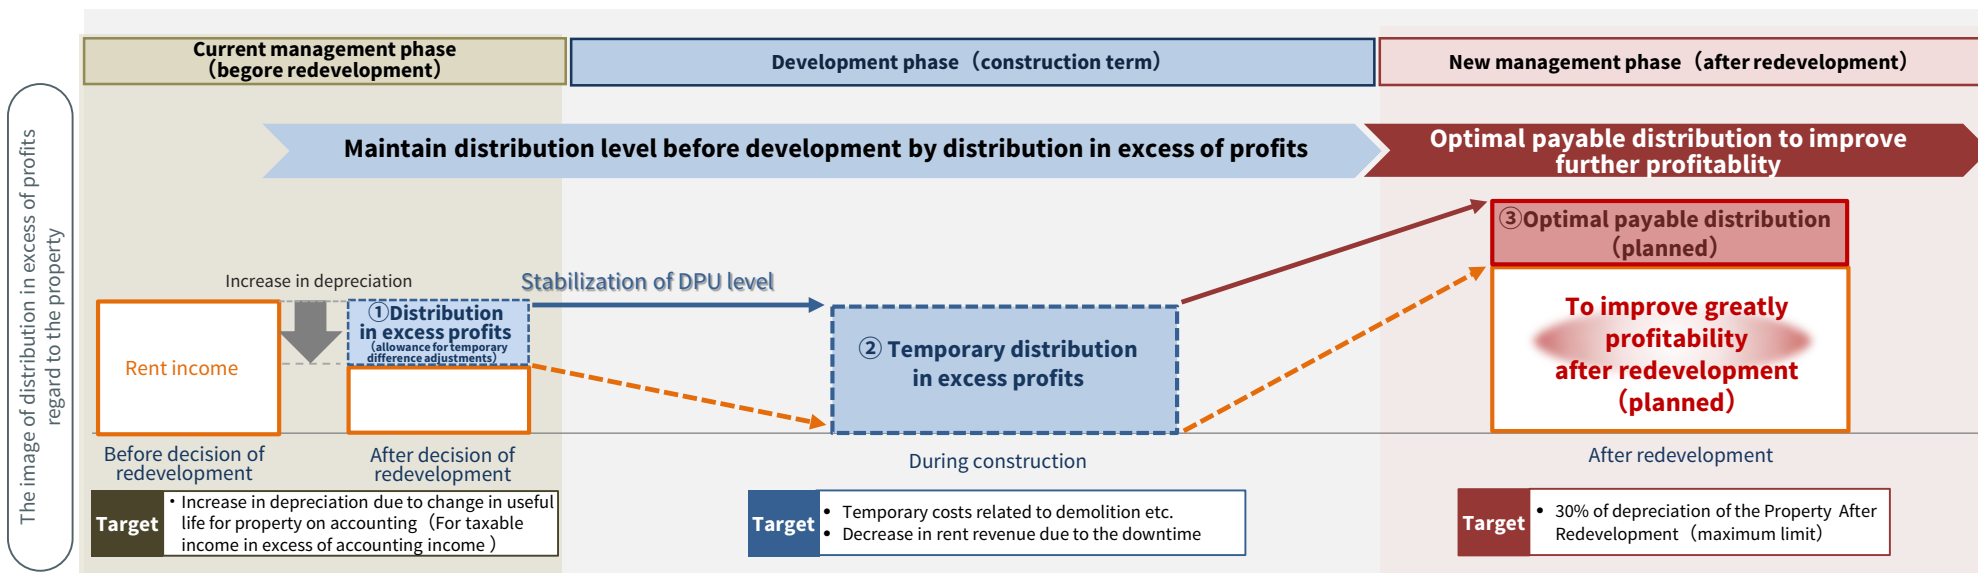 Current management phase
（begore redevelopment）
Development phase（construction term）
New management phase（after redevelopment）
The image of distribution in excess of profits
regard to the property
Maintain distribution level before development by distribution in excess of profits
Optimal payable distribution to improve
further profitablity
Increase in depreciation
Rent income
①Distribution
in excess profits
（allowance for temporary
difference adjustments）
Stabilization of DPU level
② Temporary distribution
in excess profits
③Optimal payable distribution
（planned）
To improve greatly
profitability
after redevelopment
（planned）
Before decision of
redevelopment
After decision of
redevelopment
During construction
After redevelopment
Target
・Increase in depreciation due to change in useful
life for property on accounting（For taxable
income in excess of accounting income ）
Target
• Temporary costs related to demolition etc.
• Decrease in rent revenue due to the downtime
Target
• 30% of depreciation of the Property After
Redevelopment（maximum limit）